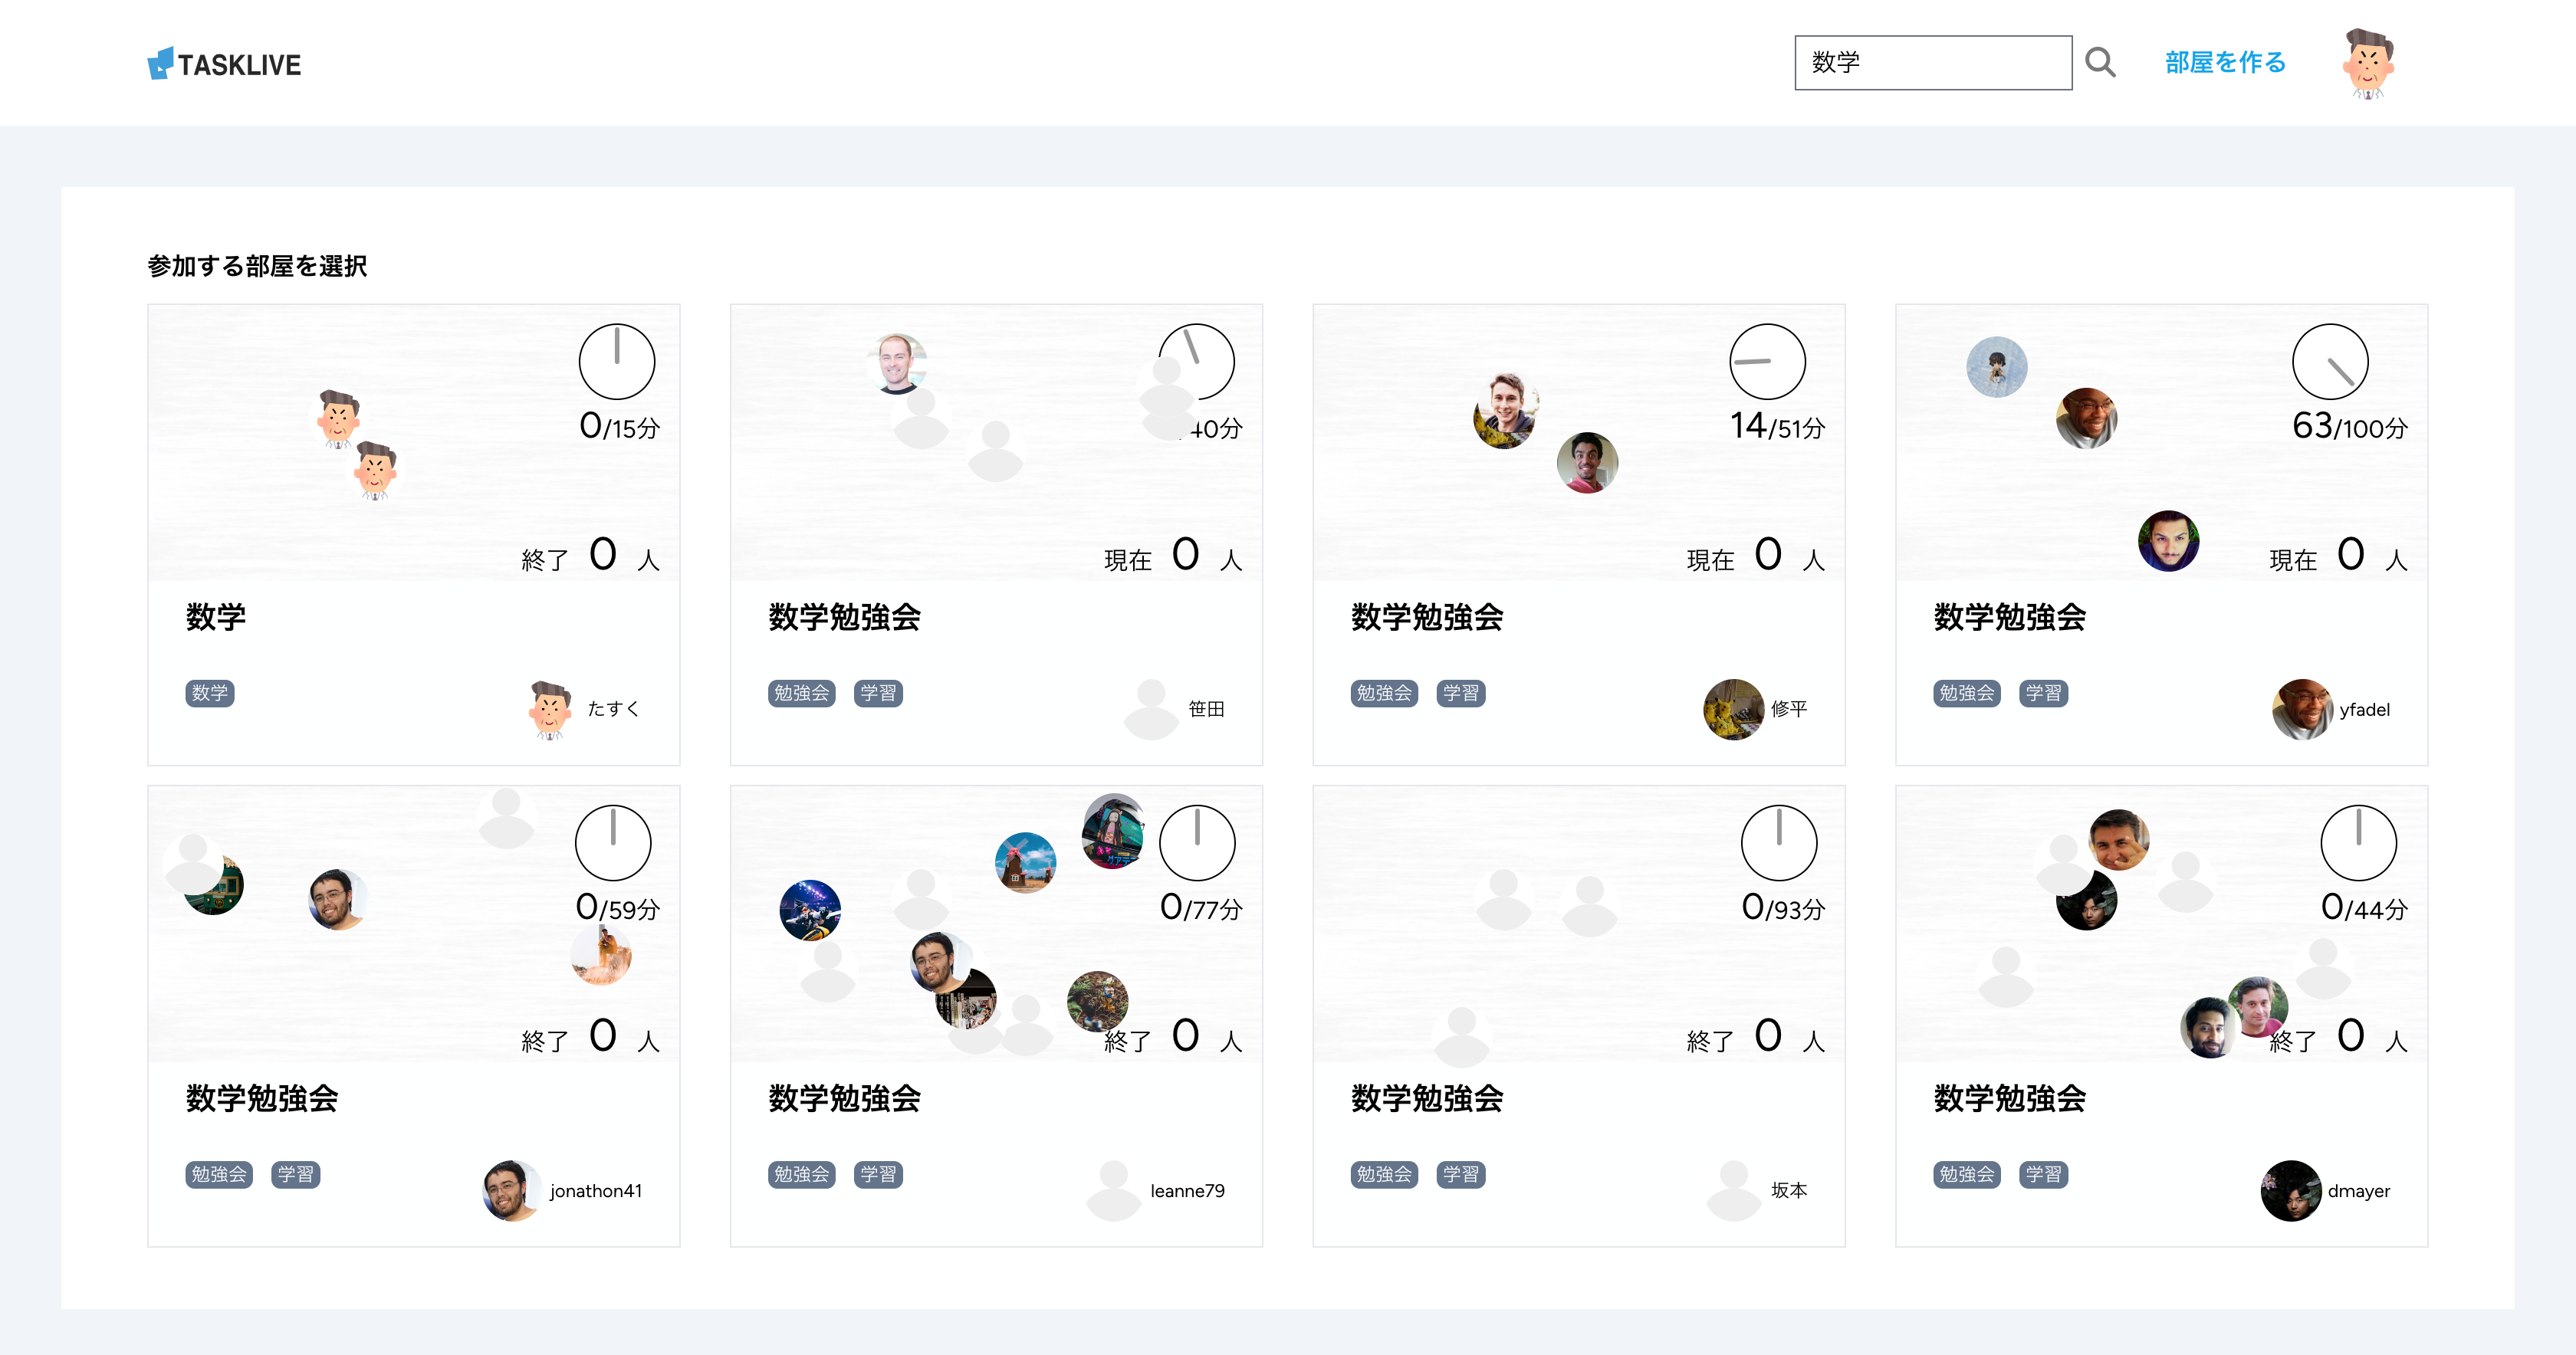 TASKLIVE
数学
部屋を作る
参加する部屋を選択
0/15分
終了 0 人
数学
数学
たすく
40分
現在 0 人
数学勉強会
勉強会 学習
笹田
14/51分
現在 0 人
数学勉強会
勉強会 学習
修平
63/100分
現在 0 人
数学勉強会
勉強会 学習
yfadel
0/59分
終了 0 人
数学勉強会
勉強会 学習
jonathon41
0/77分
終了 0 人
数学勉強会
勉強会 学習
leanne79
0/93分
終了 0 人
数学勉強会
勉強会 学習
坂本
0/44分
終了 0 人
数学勉強会
勉強会 学習
dmayer